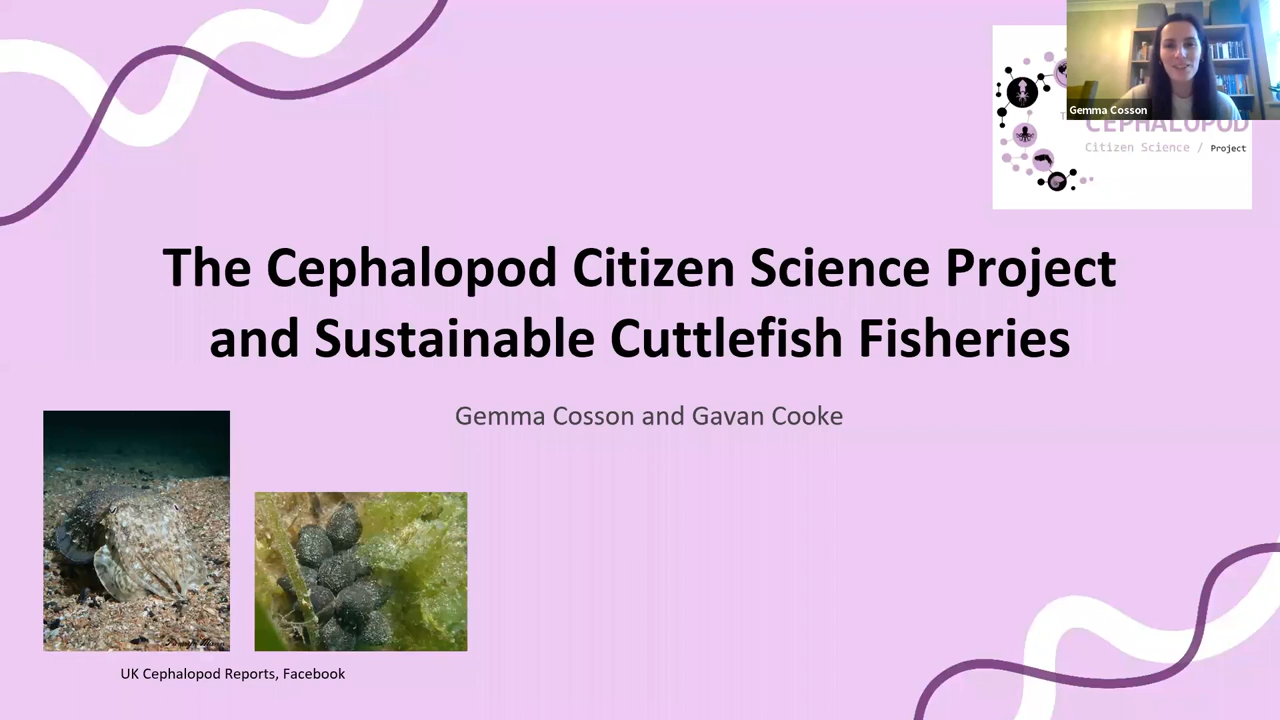 Gemma Cosson
CEPHALOPOD
Citizen Science / Project
The Cephalopod Citizen Science Project
and Sustainable Cuttlefish Fisheries
Gemma Cosson and Gavan Cooke
UK Cephalopod Reports, Facebook